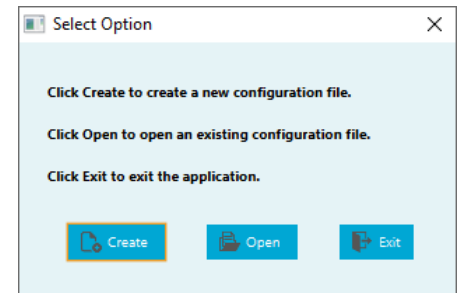 Select Option
Click Create to create a new configuration file.
Click Open to open an existing configuration file.
Click Exit to exit the application.
Create Open Exit